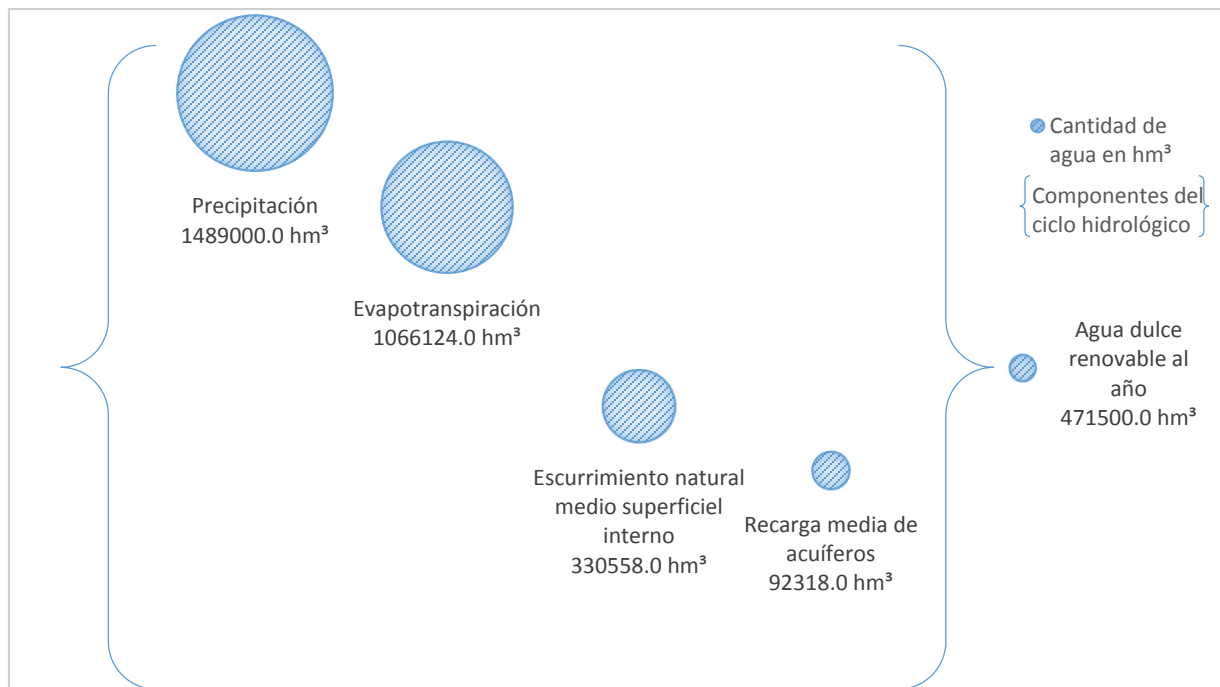 Precipitación
1489000.0 hm³
Evapotranspiración
1066124.0 hm³
Escurrimiento natural
medio superficiel
interno
330558.0 hm³
Recarga media de
acuíferos
92318.0 hm³
Cantidad de
agua en hm³
Componentes del
ciclo hidrológico
Agua dulce
renovable al
año
471500.0 hm³